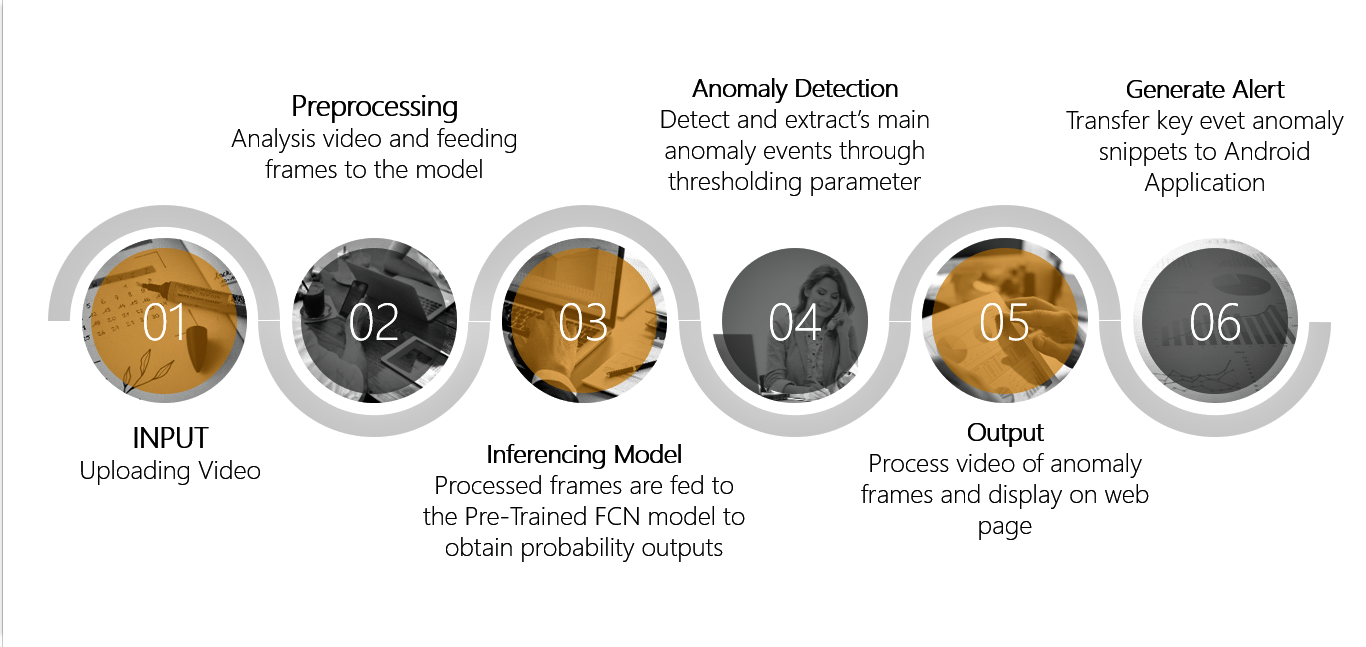 01
INPUT
Uploading Video
02
Preprocessing
Analysis video and feeding
frames to the model
03
Inferencing Model
Processed frames are fed to
the Pre-Trained FCN model to
obtain probability outputs
04
Anomaly Detection
Detect and extract’s main
anomaly events through
thresholding parameter
05
Output
Process video of anomaly
frames and display on web
page
06
Generate Alert
Transfer key evet anomaly
snippets to Android
Application